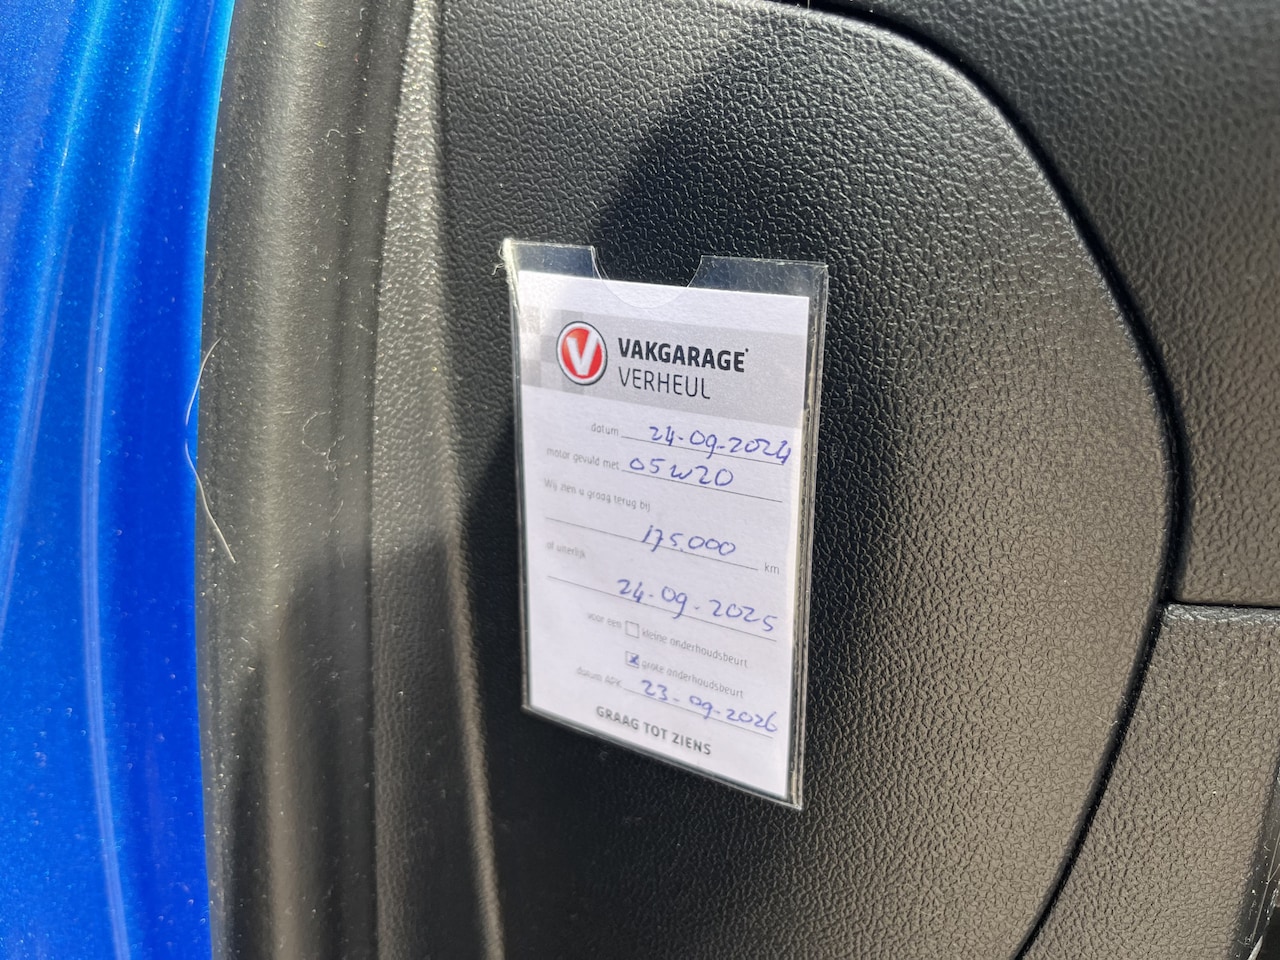 V VAKGARAGE
VERHEUL
datum 24-09-2024
motor gevuld met 05W20
Wij zien u graag terug bij
175.000 km
of uiterlijk
24-09-2025
voor een kleine onderhoudsbeurt
x grote onderhoudsbeurt
datum APK 23-09-2026
GRAAG TOT ZIENS